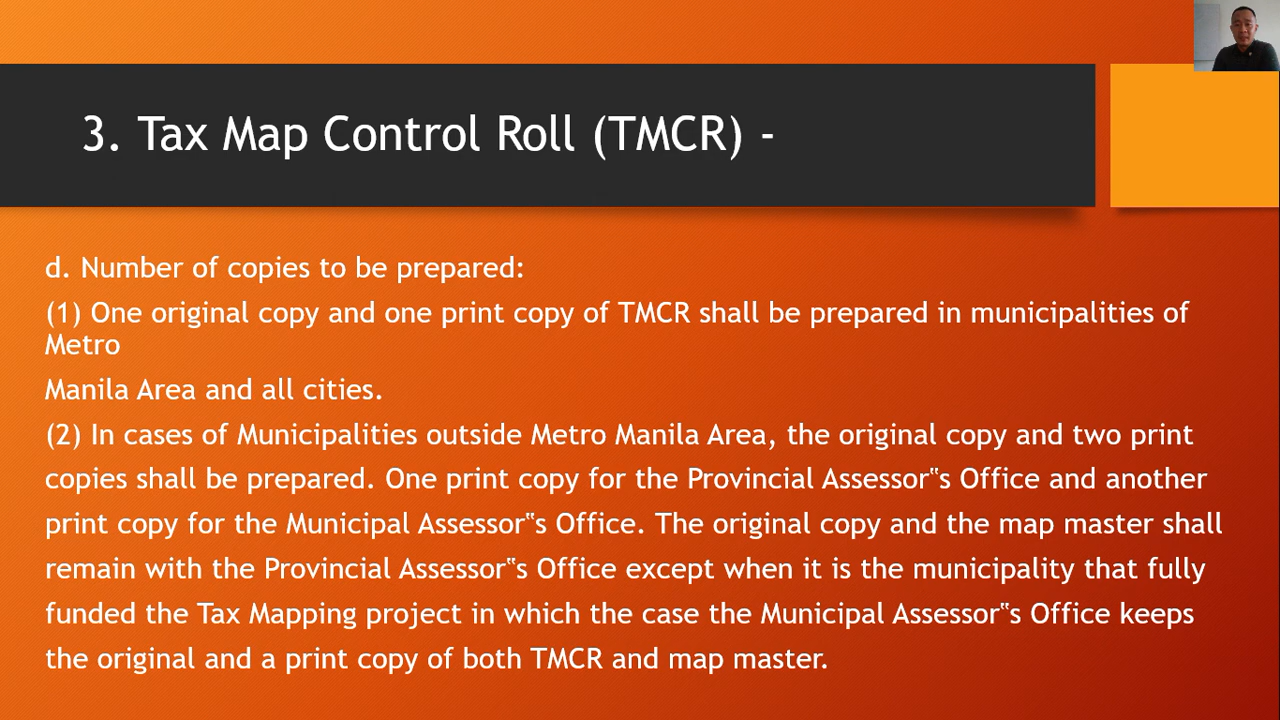 3. Tax Map Control Roll (TMCR) -
d. Number of copies to be prepared:
(1) One original copy and one print copy of TMCR shall be prepared in municipalities of
Metro
Manila Area and all cities.
(2) In cases of Municipalities outside Metro Manila Area, the original copy and two print
copies shall be prepared. One print copy for the Provincial Assessor‟s Office and another
print copy for the Municipal Assessor‟s Office. The original copy and the map master shall
remain with the Provincial Assessor‟s Office except when it is the municipality that fully
funded the Tax Mapping project in which the case the Municipal Assessor‟s Office keeps
the original and a print copy of both TMCR and map master.